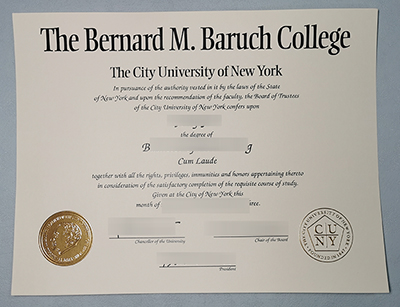 The Bernard M. Baruch College
The City University of New York
In pursuance of the authority vested in it by the laws of the State
of New York and upon the recommendation of the faculty, the Board of Trustees
of the City University of New York confers upon
the degree of
B g
Cum Laude
together with all the rights, privileges, immunities and honors appertaining thereto
in consideration of the satisfactory completion of the requisite course of study.
Given at the City of New York this
month of
Chancellor of the University
Chair of the Board
President
CU
NY